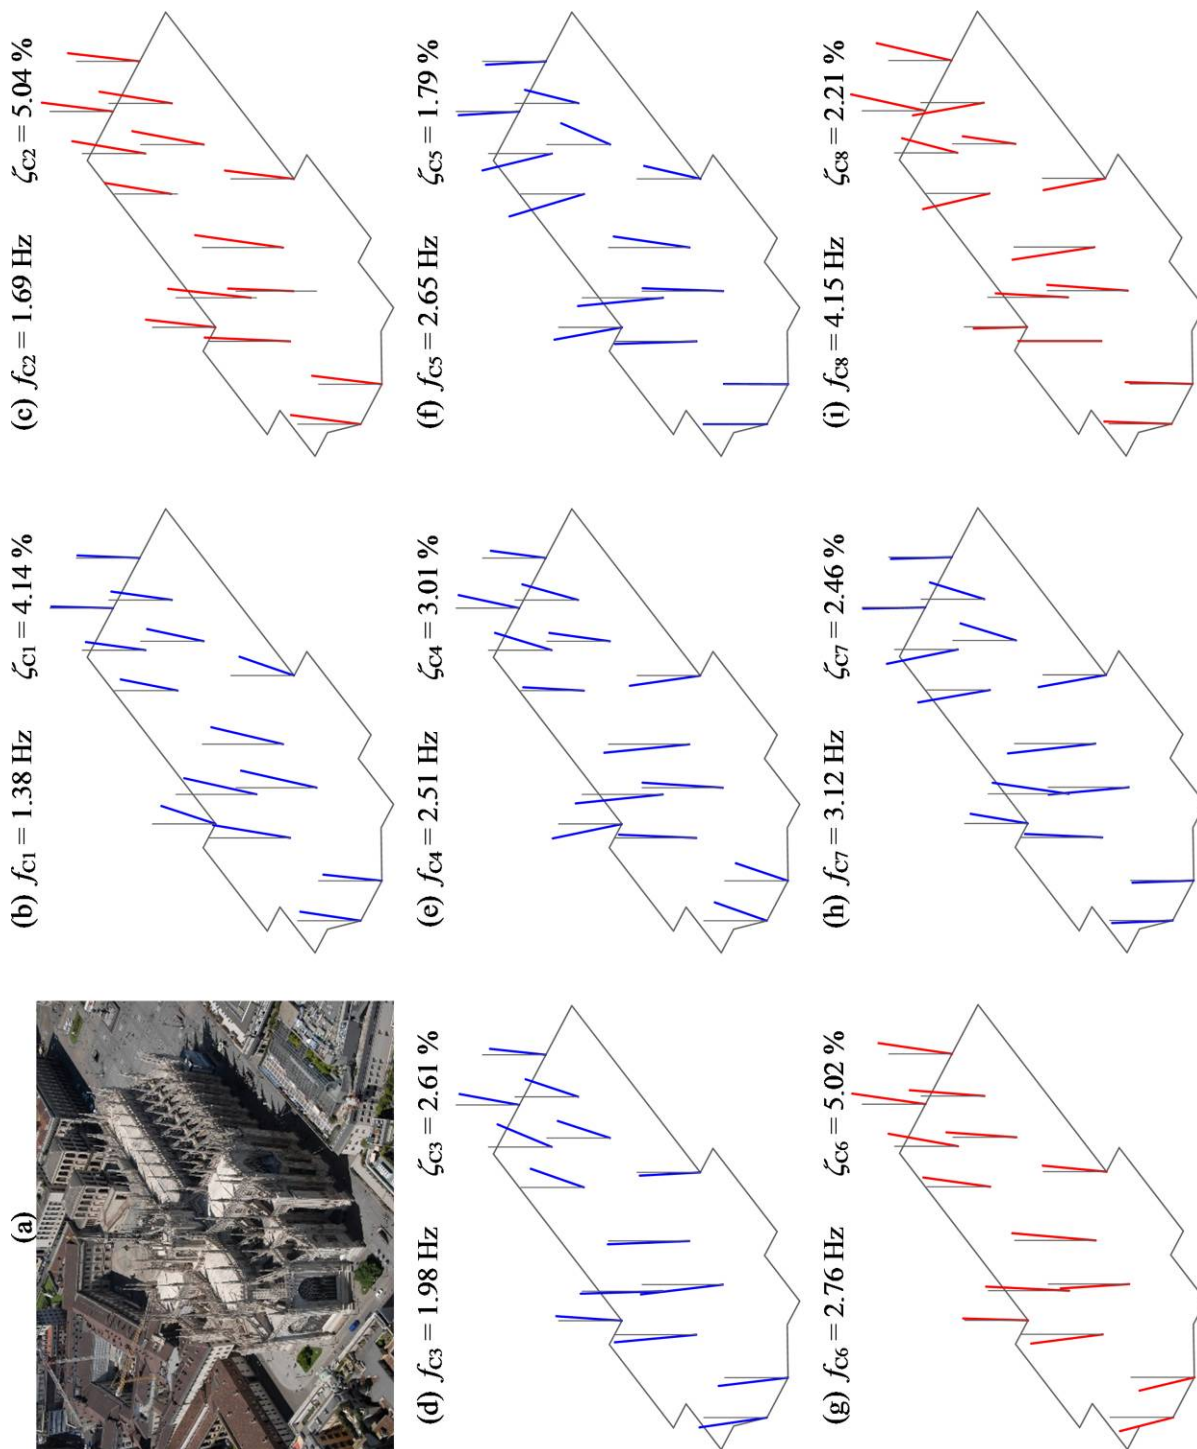 (a)
(b) fC1 = 1.38 Hz ζC1 = 4.14 %
(c) fC2 = 1.69 Hz ζC2 = 5.04 %
(d) fC3 = 1.98 Hz ζC3 = 2.61 %
(e) fC4 = 2.51 Hz ζC4 = 3.01 %
(f) fC5 = 2.65 Hz ζC5 = 1.79 %
(g) fC6 = 2.76 Hz ζC6 = 5.02 %
(h) fC7 = 3.12 Hz ζC7 = 2.46 %
(i) fC8 = 4.15 Hz ζC8 = 2.21 %